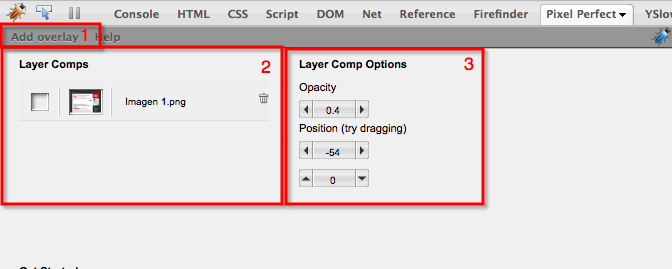 Console HTML CSS Script DOM Net Reference Firefinder Pixel Perfect YSlow
Add overlay 1 Help
Layer Comps 2
Imagen 1.png
Layer Comp Options 3
Opacity
0.4
Position (try dragging)
-54
0